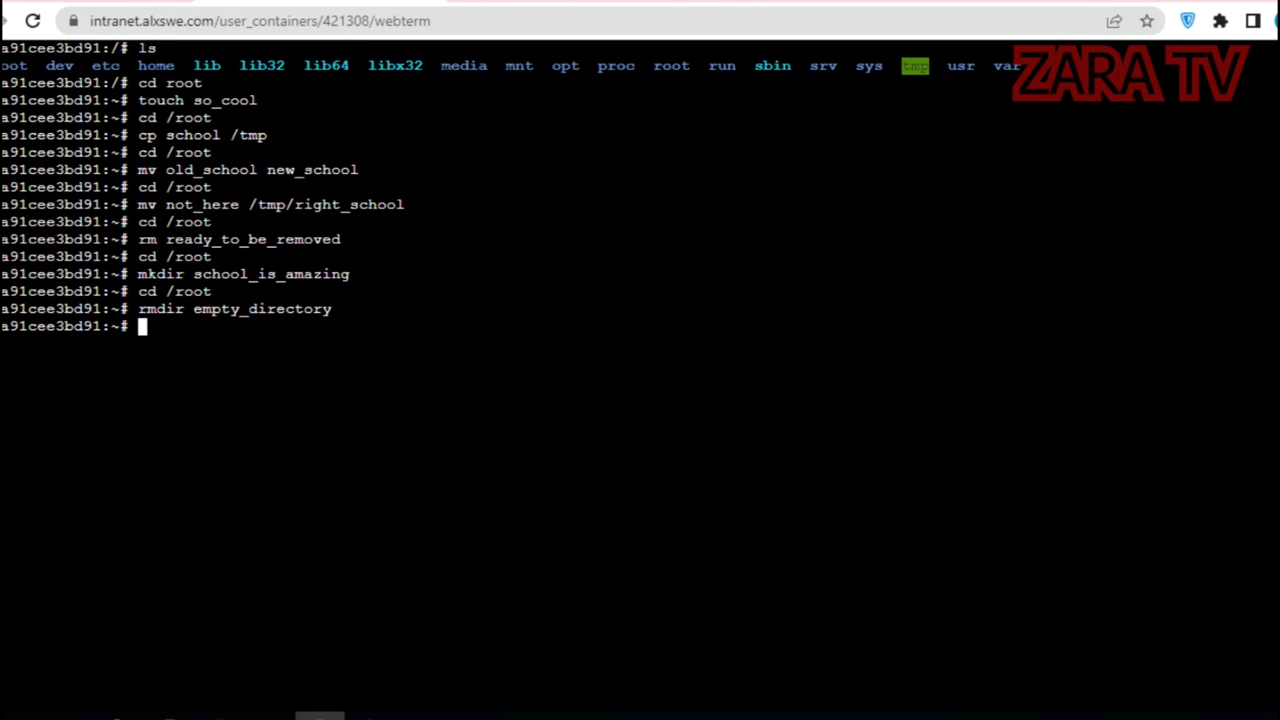 intranet.alxswe.com/user_containers/421308/webterm
a91cee3bd91:/# ls
oot dev etc home lib lib32 lib64 libx32 media mnt opt proc root run sbin srv sys tmp usr var
ZARA TV
a91cee3bd91:/# cd root
a91cee3bd91:~# touch so_cool
a91cee3bd91:~# cd /root
a91cee3bd91:~# cp school /tmp
a91cee3bd91:~# cd /root
a91cee3bd91:~# mv old_school new_school
a91cee3bd91:~# cd /root
a91cee3bd91:~# mv not_here /tmp/right_school
a91cee3bd91:~# cd /root
a91cee3bd91:~# rm ready_to_be_removed
a91cee3bd91:~# cd /root
a91cee3bd91:~# mkdir school_is_amazing
a91cee3bd91:~# cd /root
a91cee3bd91:~# rmdir empty_directory
a91cee3bd91:~#